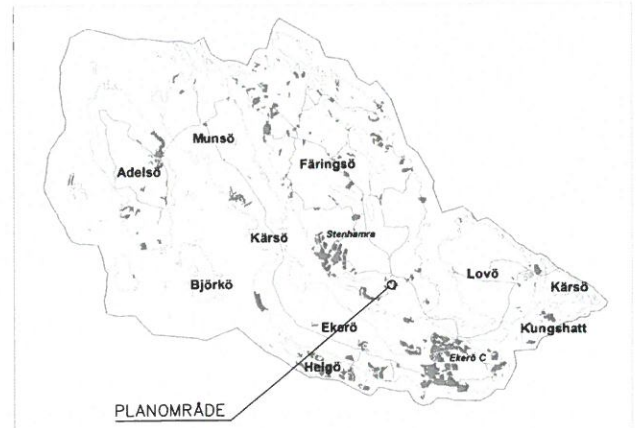 Munsö
Adelsö
Färingsö
Kärsö
Stenhamra
Lovö
Björkö
Kärsö
Ekerö
Kungshatt
Helgö
Ekerö C
PLANOMRÅDE